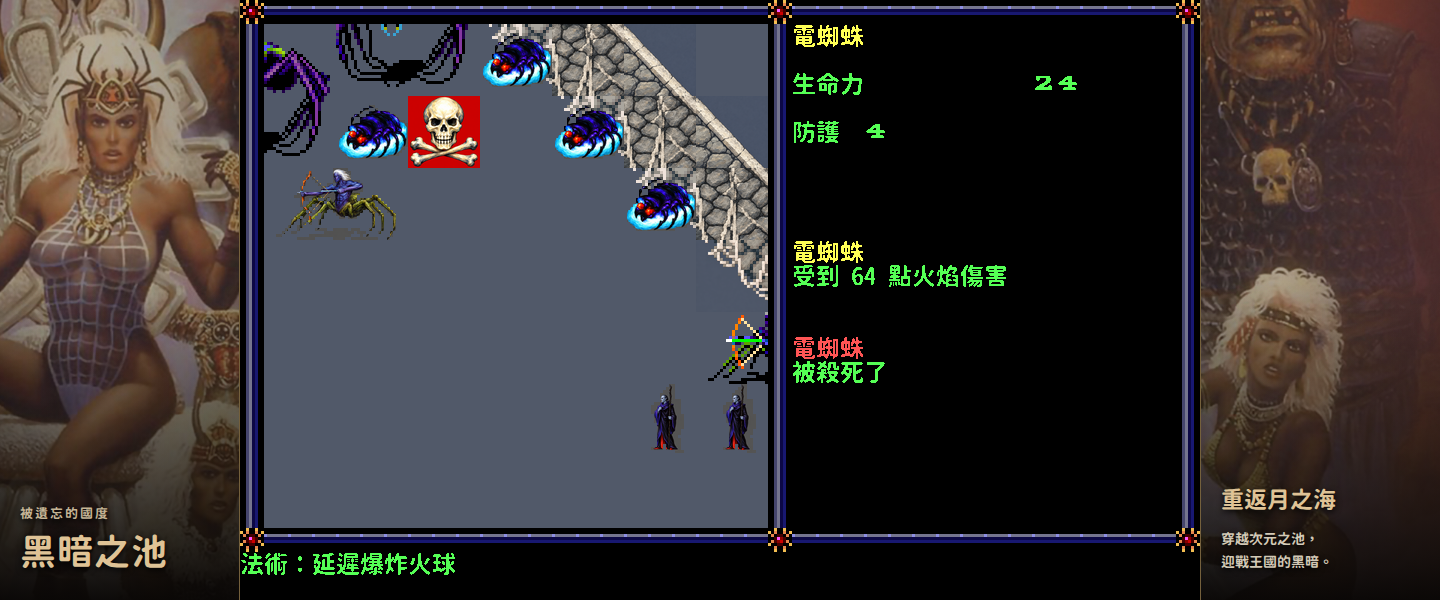 電蜘蛛
生命力 24
防護 4
電蜘蛛
受到 64 點火焰傷害
電蜘蛛
被殺死了
法術：延遲爆炸火球
被遺忘的國度
黑暗之池
重返月之海
穿越次元之池，
迎戰王國的黑暗。